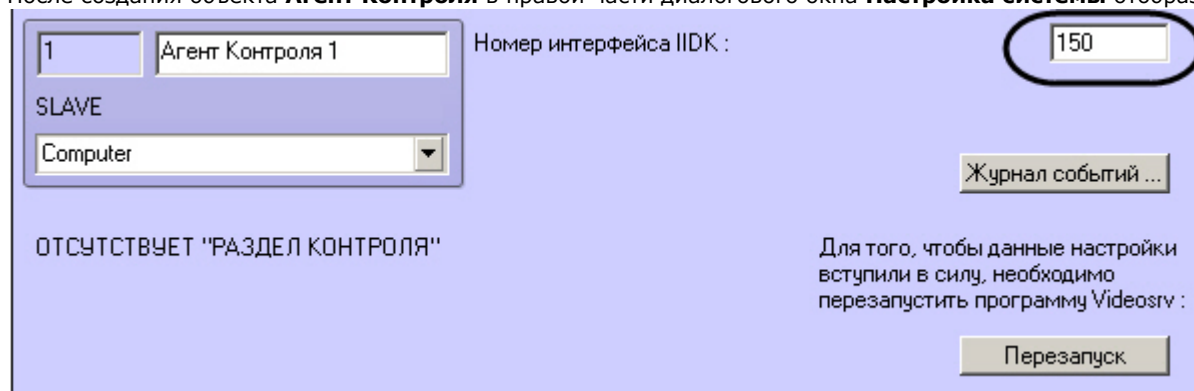 После создания объекта Агент Контроля в правой части диалогового окна Настройка системы отобраз
1
Агент Контроля 1
Номер интерфейса IIDK :
150
SLAVE
Computer
Журнал событий ...
ОТСУТСТВУЕТ "РАЗДЕЛ КОНТРОЛЯ"
Для того, чтобы данные настройки
вступили в силу, необходимо
перезапустить программу Videosrv :
Перезапуск